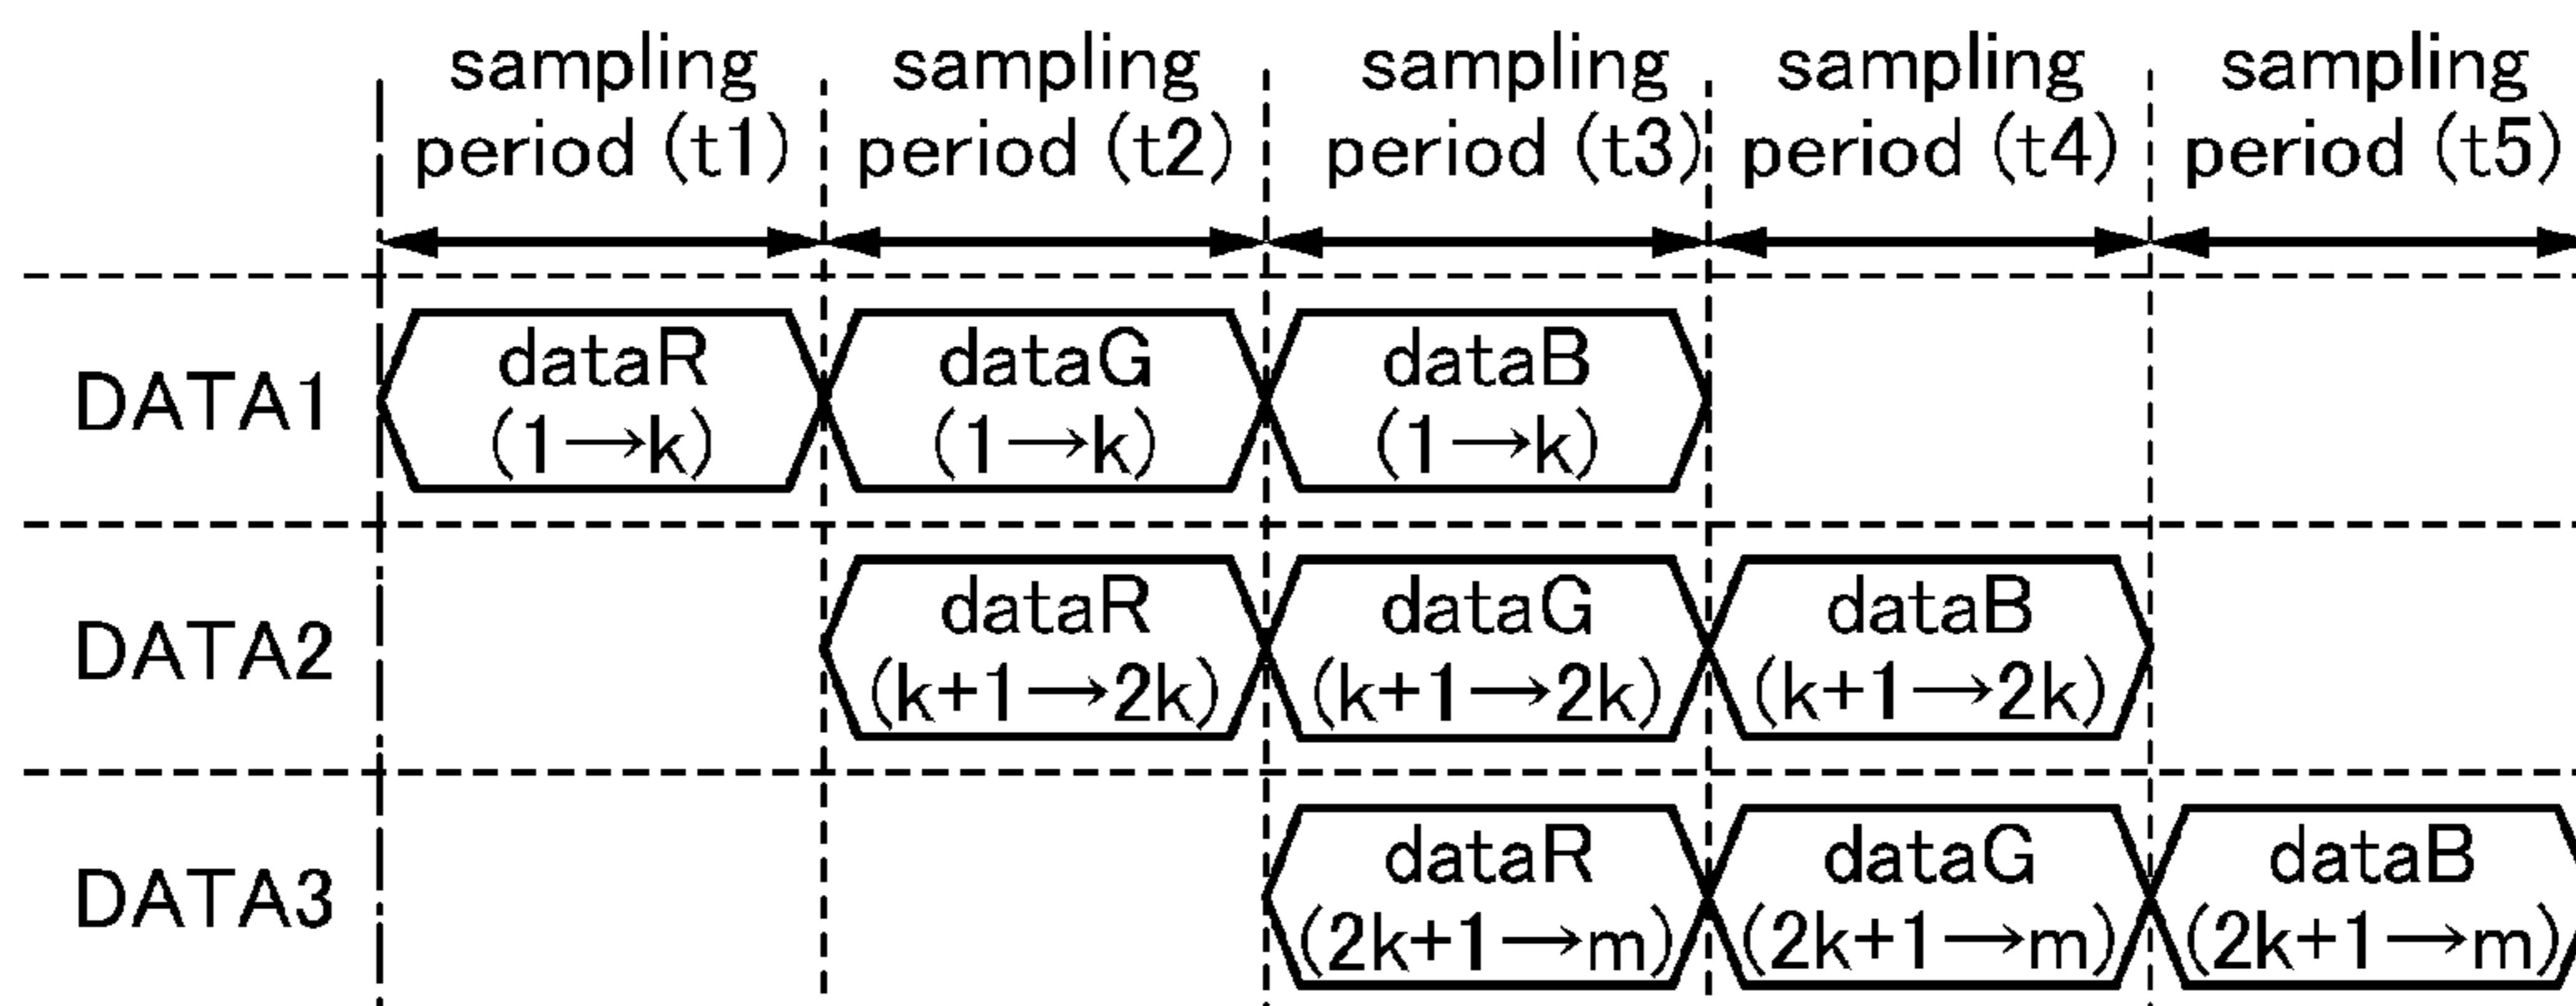 sampling period (t1) sampling period (t2) sampling period (t3) sampling period (t4) sampling period (t5)
DATA1 dataR (1→k) dataG (1→k) dataB (1→k)
DATA2 dataR (k+1→2k) dataG (k+1→2k) dataB (k+1→2k)
DATA3 dataR (2k+1→m) dataG (2k+1→m) dataB (2k+1→m)